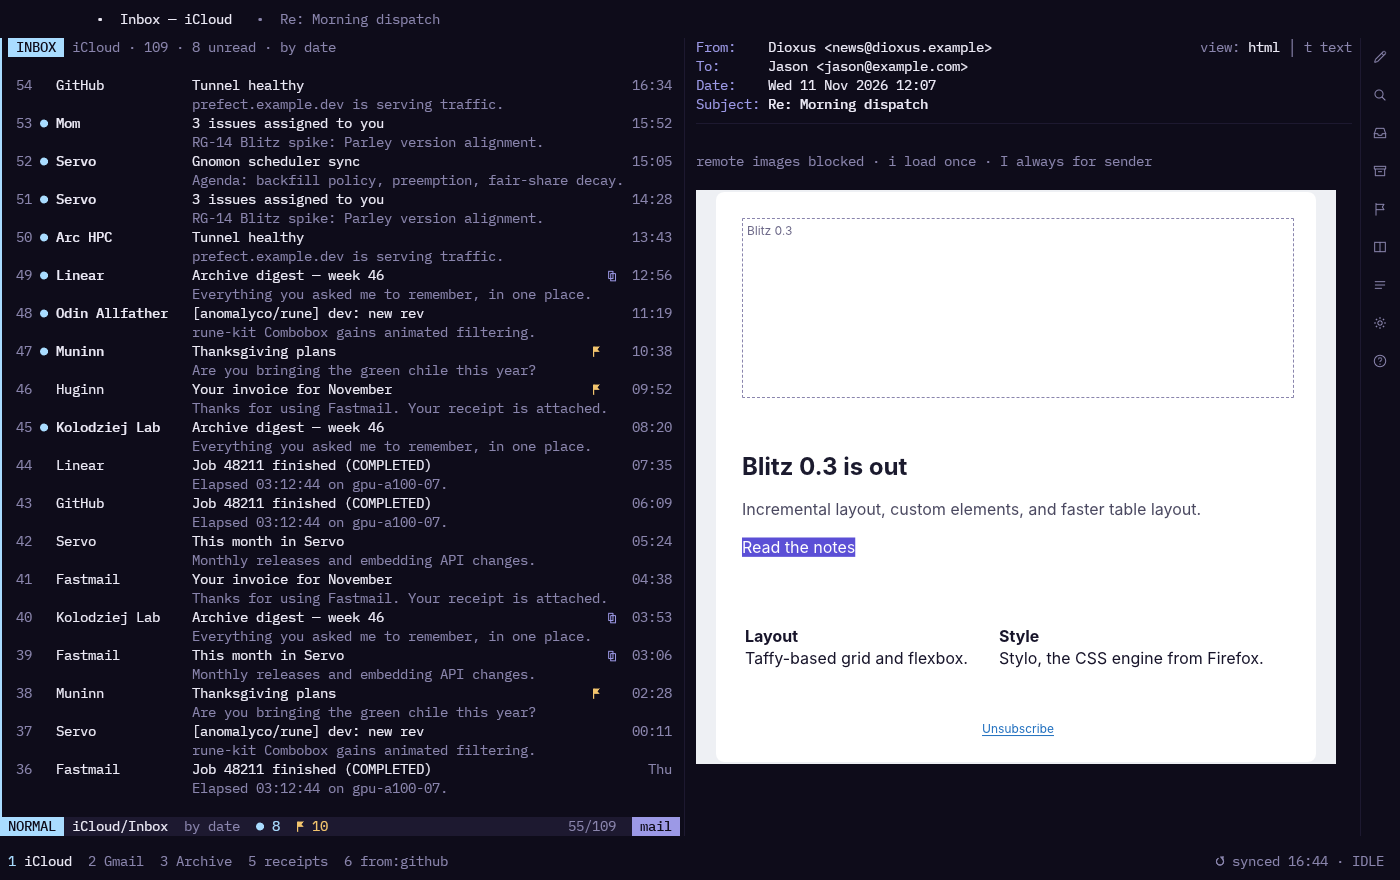 • Inbox — iCloud • Re: Morning dispatch
INBOX iCloud · 109 · 8 unread · by date
54 GitHub Tunnel healthy 16:34
prefect.example.dev is serving traffic.
53 Mom 3 issues assigned to you 15:52
RG-14 Blitz spike: Parley version alignment.
52 Servo Gnomon scheduler sync 15:05
Agenda: backfill policy, preemption, fair-share decay.
51 Servo 3 issues assigned to you 14:28
RG-14 Blitz spike: Parley version alignment.
50 Arc HPC Tunnel healthy 13:43
prefect.example.dev is serving traffic.
49 Linear Archive digest — week 46 12:56
Everything you asked me to remember, in one place.
48 Odin Allfather [anomalyco/rune] dev: new rev 11:19
rune-kit Combobox gains animated filtering.
47 Muninn Thanksgiving plans 10:38
Are you bringing the green chile this year?
46 Huginn Your invoice for November 09:52
Thanks for using Fastmail. Your receipt is attached.
45 Kolodziej Lab Archive digest — week 46 08:20
Everything you asked me to remember, in one place.
44 Linear Job 48211 finished (COMPLETED) 07:35
Elapsed 03:12:44 on gpu-a100-07.
43 GitHub Job 48211 finished (COMPLETED) 06:09
Elapsed 03:12:44 on gpu-a100-07.
42 Servo This month in Servo 05:24
Monthly releases and embedding API changes.
41 Fastmail Your invoice for November 04:38
Thanks for using Fastmail. Your receipt is attached.
40 Kolodziej Lab Archive digest — week 46 03:53
Everything you asked me to remember, in one place.
39 Fastmail This month in Servo 03:06
Monthly releases and embedding API changes.
38 Muninn Thanksgiving plans 02:28
Are you bringing the green chile this year?
37 Servo [anomalyco/rune] dev: new rev 00:11
rune-kit Combobox gains animated filtering.
36 Fastmail Job 48211 finished (COMPLETED) Thu
Elapsed 03:12:44 on gpu-a100-07.
NORMAL iCloud/Inbox by date 8 10 55/109 mail
From: Dioxus <news@dioxus.example> view: html │ t text
To: Jason <jason@example.com>
Date: Wed 11 Nov 2026 12:07
Subject: Re: Morning dispatch
remote images blocked · i load once · I always for sender
Blitz 0.3
Blitz 0.3 is out
Incremental layout, custom elements, and faster table layout.
Read the notes
Layout Style
Taffy-based grid and flexbox. Stylo, the CSS engine from Firefox.
Unsubscribe
1 iCloud 2 Gmail 3 Archive 5 receipts 6 from:github synced 16:44 · IDLE